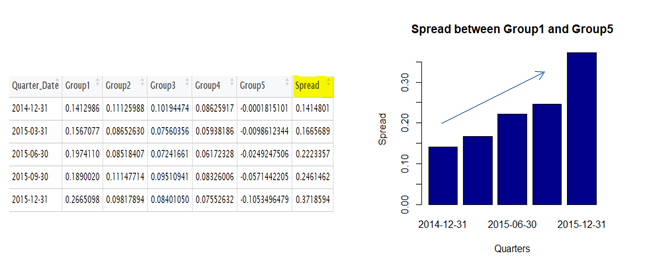 Quarter_Date Group1 Group2 Group3 Group4 Group5 Spread
2014-12-31 0.1412986 0.11125988 0.10194474 0.08625917 -0.0001815101 0.1414801
2015-03-31 0.1567077 0.08652630 0.07560356 0.05938186 -0.0098612344 0.1665689
2015-06-30 0.1974110 0.08518407 0.07241661 0.06172328 -0.0249247506 0.2223357
2015-09-30 0.1890020 0.11147714 0.09510941 0.08326006 -0.0571442205 0.2461462
2015-12-31 0.2665098 0.09817894 0.08401050 0.07552632 -0.1053496479 0.3718594
Spread between Group1 and Group5
Spread
0.30
0.20
0.10
0.00
2014-12-31 2015-06-30 2015-12-31
Quarters